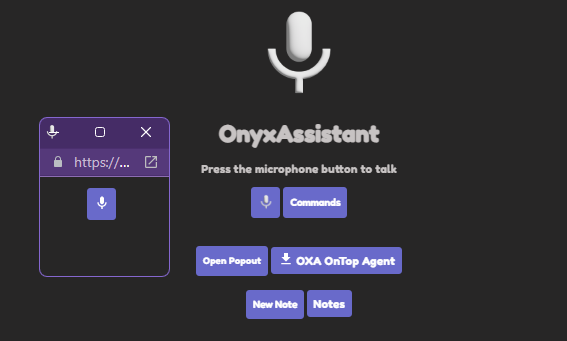 https://...
OnyxAssistant
Press the microphone button to talk
Commands
Open Popout
OXA OnTop Agent
New Note
Notes